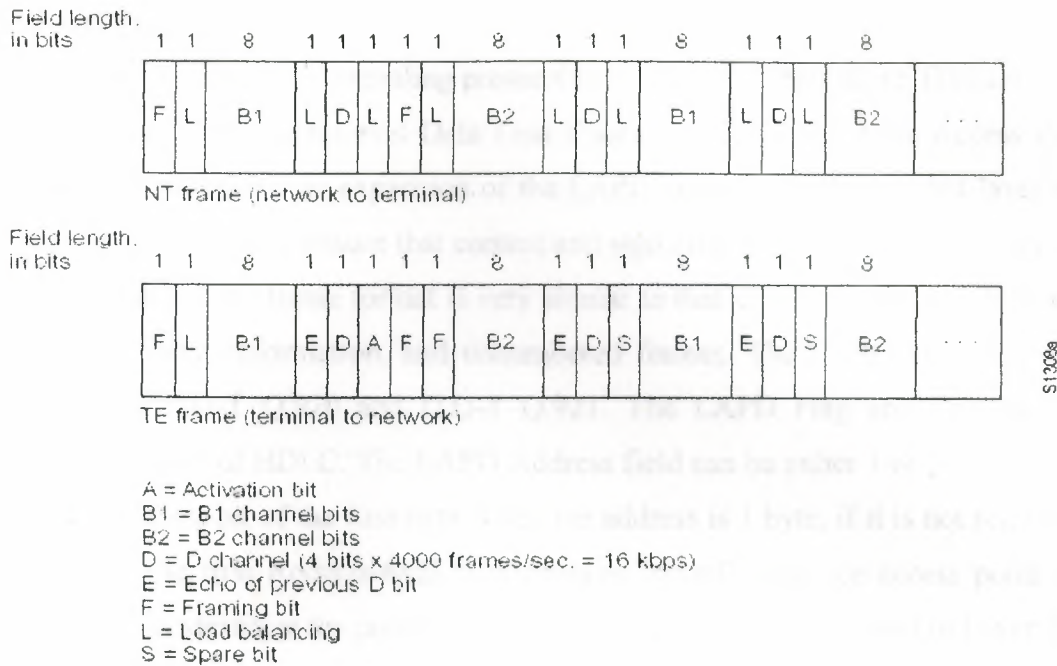 Field length,
in bits
1 1 8 1 1 1 1 1 8 1 1 1 8 1 1 1 8
F L B1 L D L F L B2 L D L B1 L D L B2 . . .
NT frame (network to terminal)
Field length,
in bits
1 1 8 1 1 1 1 1 8 1 1 1 8 1 1 1 8
F L B1 E D A F F B2 E D S B1 E D S B2 . . .
TE frame (terminal to network)
S1308a
A = Activation bit
B1 = B1 channel bits
B2 = B2 channel bits
D = D channel (4 bits x 4000 frames/sec. = 16 kbps)
E = Echo of previous D bit
F = Framing bit
L = Load balancing
S = Spare bit